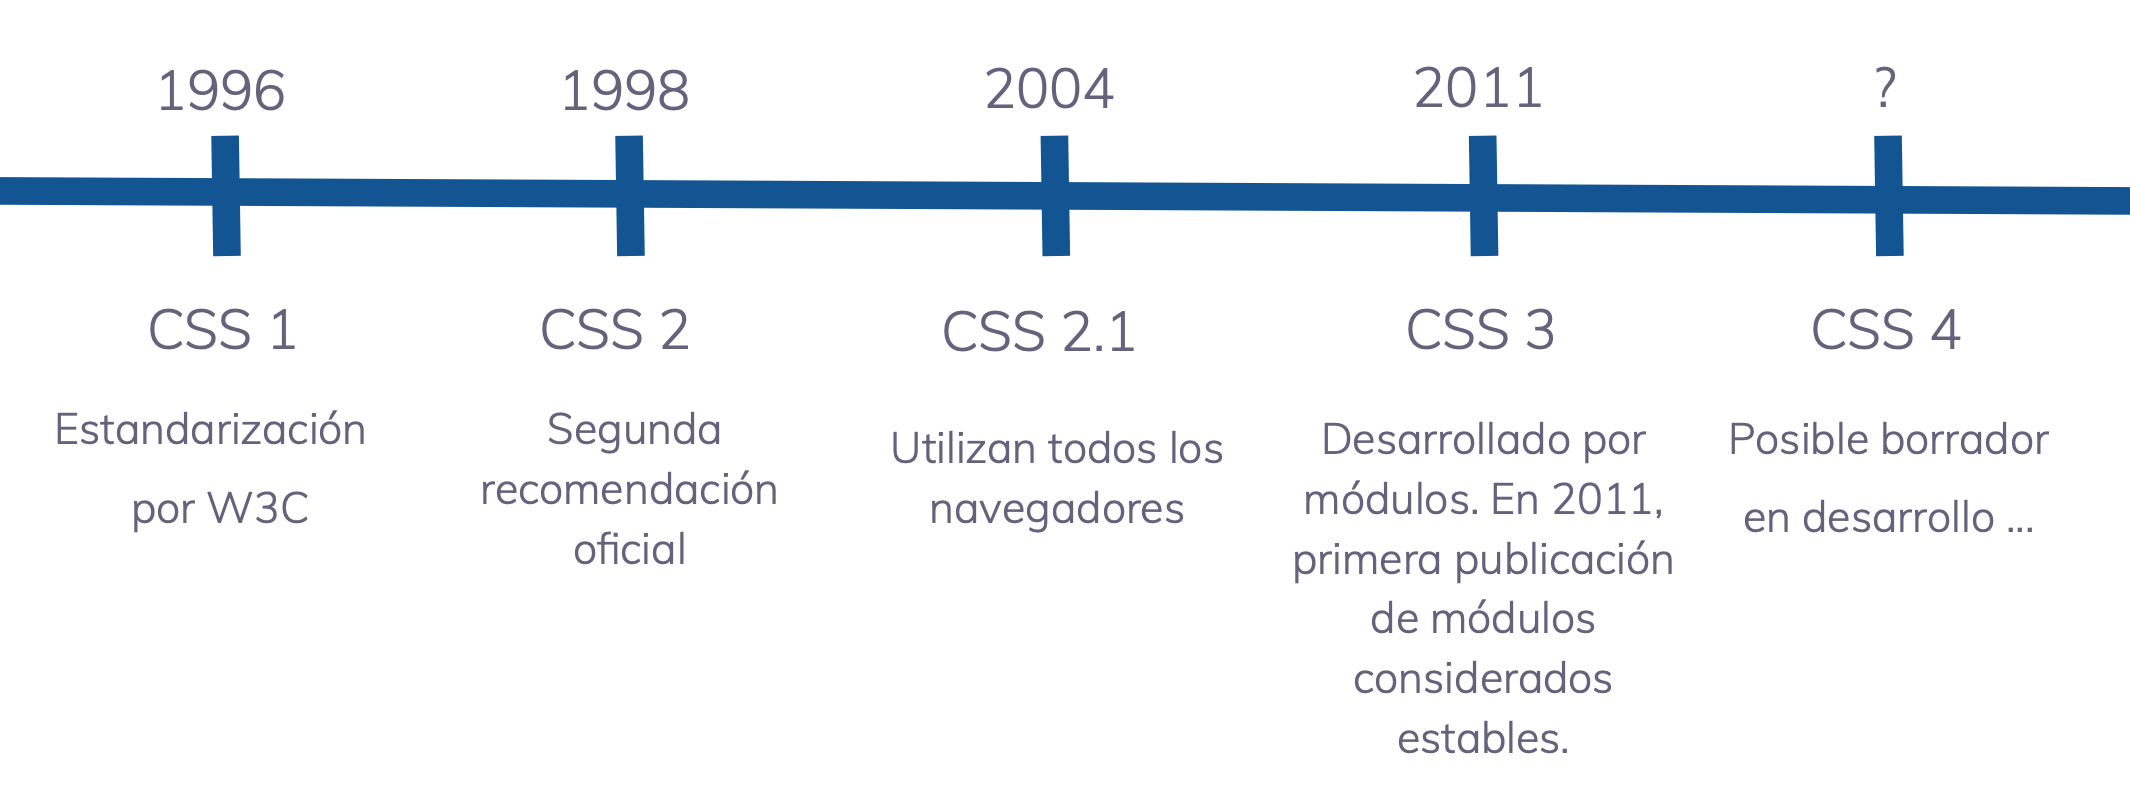 1996
1998
2004
2011
?
CSS 1
CSS 2
CSS 2.1
CSS 3
CSS 4
Estandarización
por W3C
Segunda
recomendación
oficial
Utilizan todos los
navegadores
Desarrollado por
módulos. En 2011,
primera publicación
de módulos
considerados
estables.
Posible borrador
en desarrollo ...